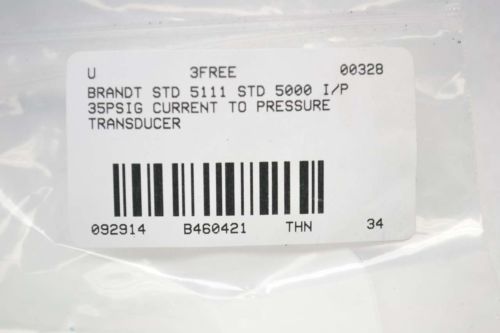 U 3FREE 00328
BRANDT STD 5111 STD 5000 I/P
35PSIG CURRENT TO PRESSURE
TRANSDUCER
092914 B460421 THN 34